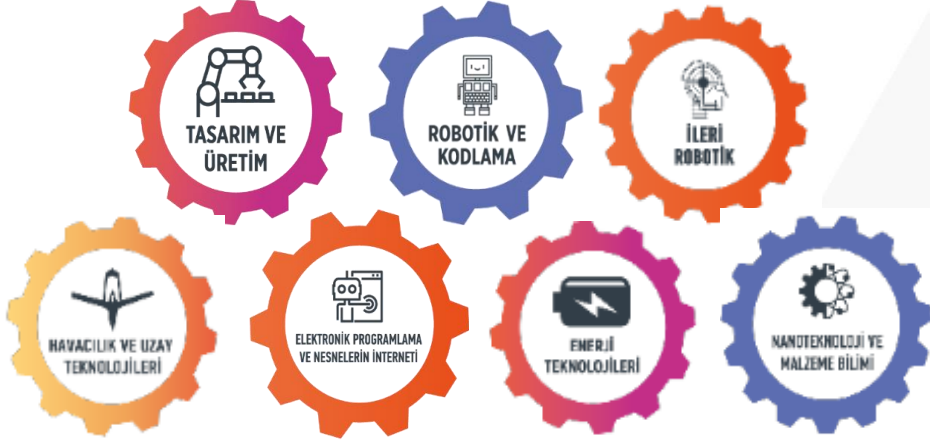 TASARIM VE
ÜRETİM
ROBOTİK VE
KODLAMA
İLERİ
ROBOTİK
HAVACILIK VE UZAY
TEKNOLOJİLERİ
ELEKTRONİK PROGRAMLAMA
VE NESNELERİN İNTERNETİ
ENERJİ
TEKNOLOJİLERİ
NANOTEKNOLOJİ VE
MALZEME BİLİMİ